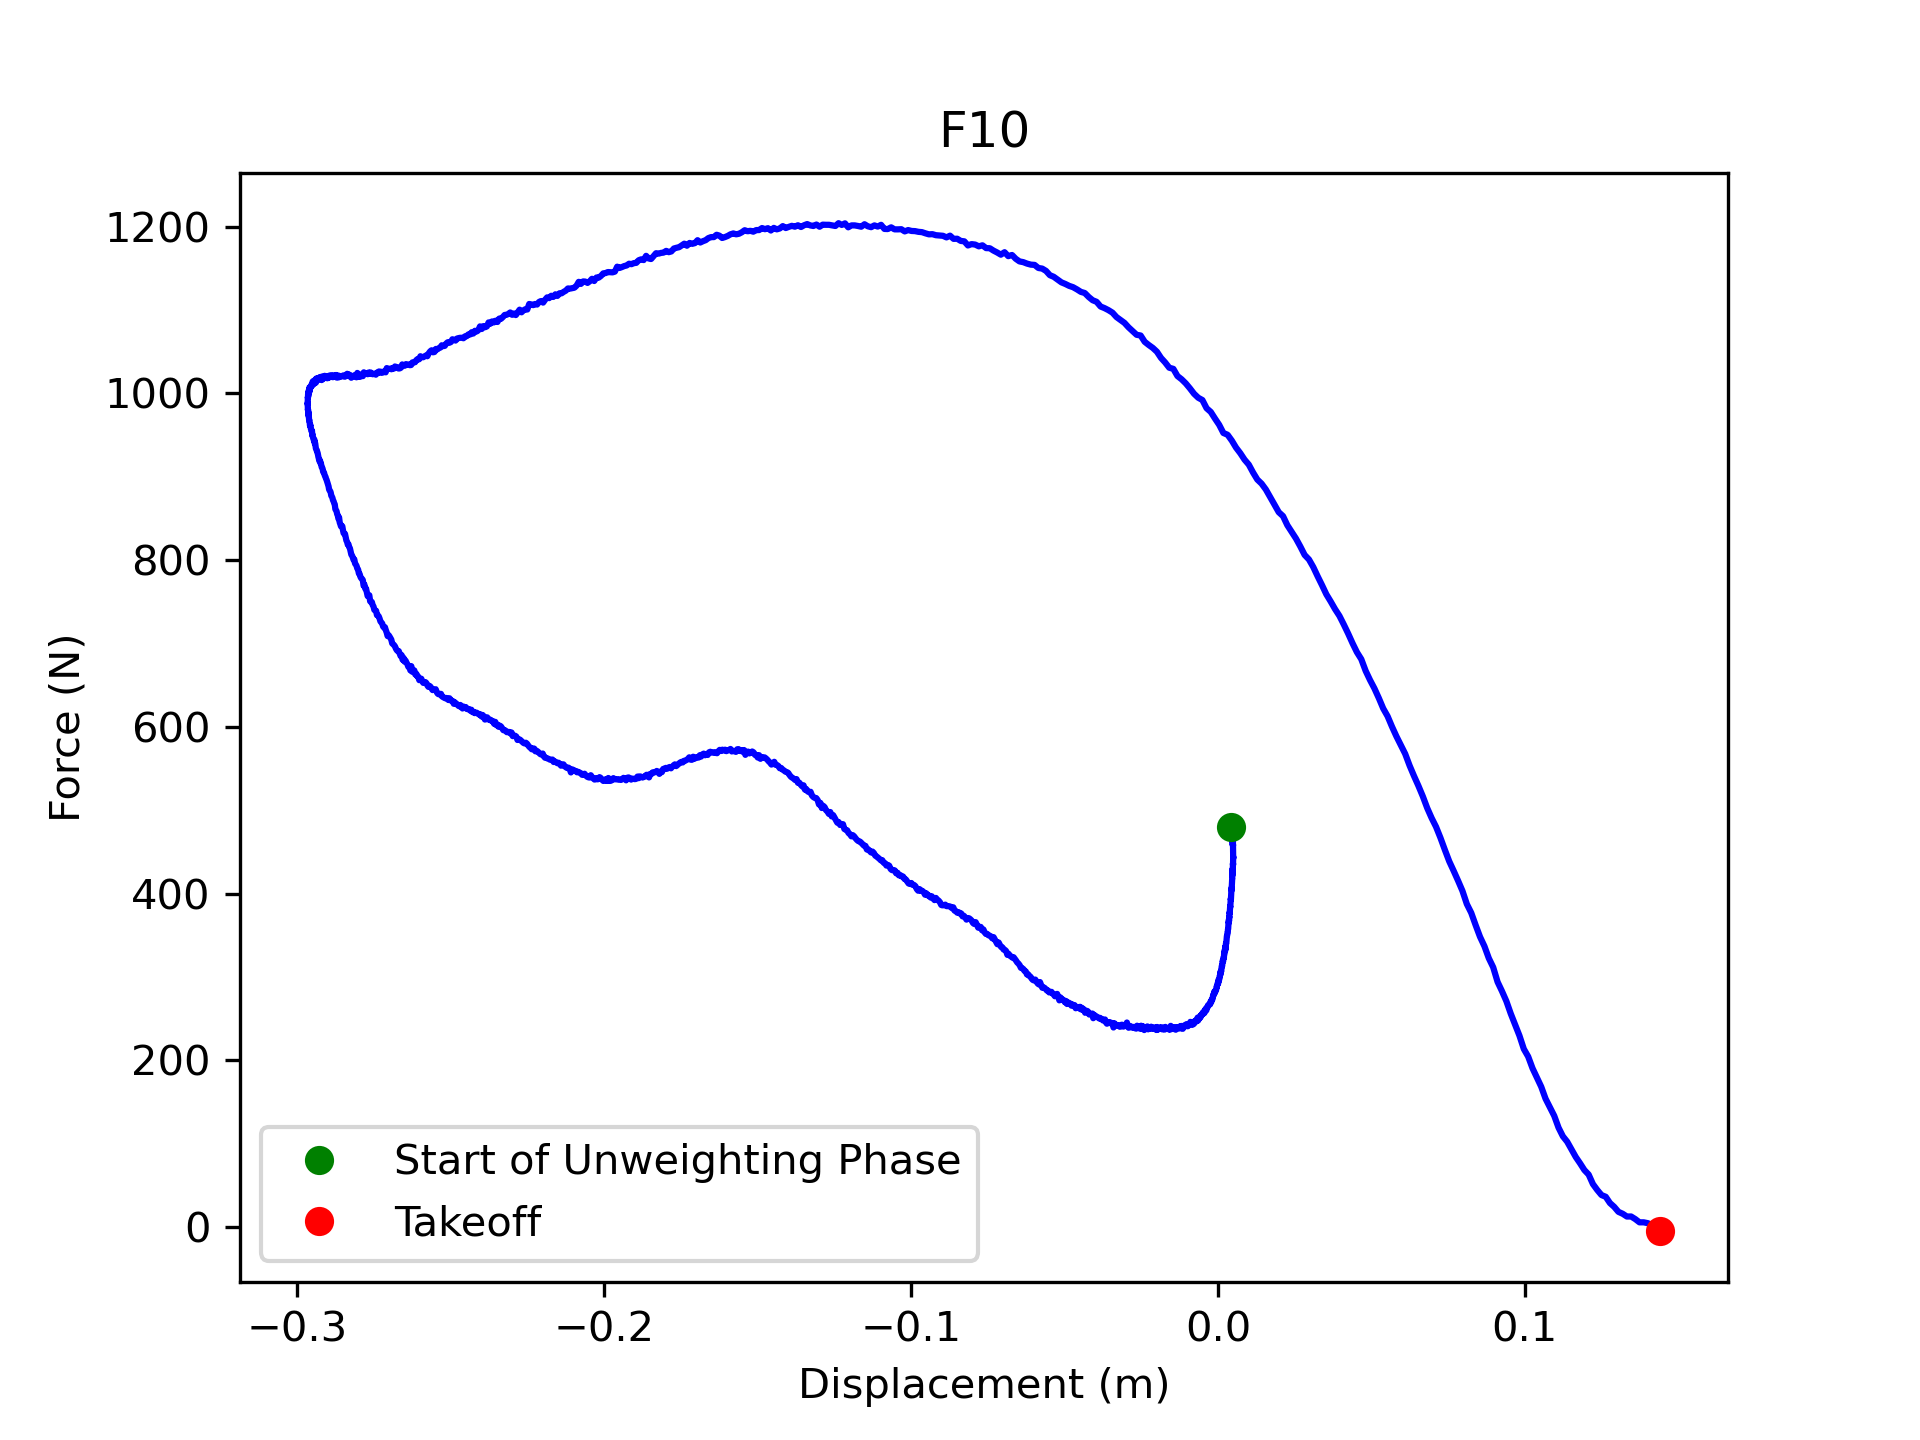 F10
1200
1000
800
600
400
200
0
Force (N)
Start of Unweighting Phase
Takeoff
−0.3
−0.2
−0.1
0.0
0.1
Displacement (m)